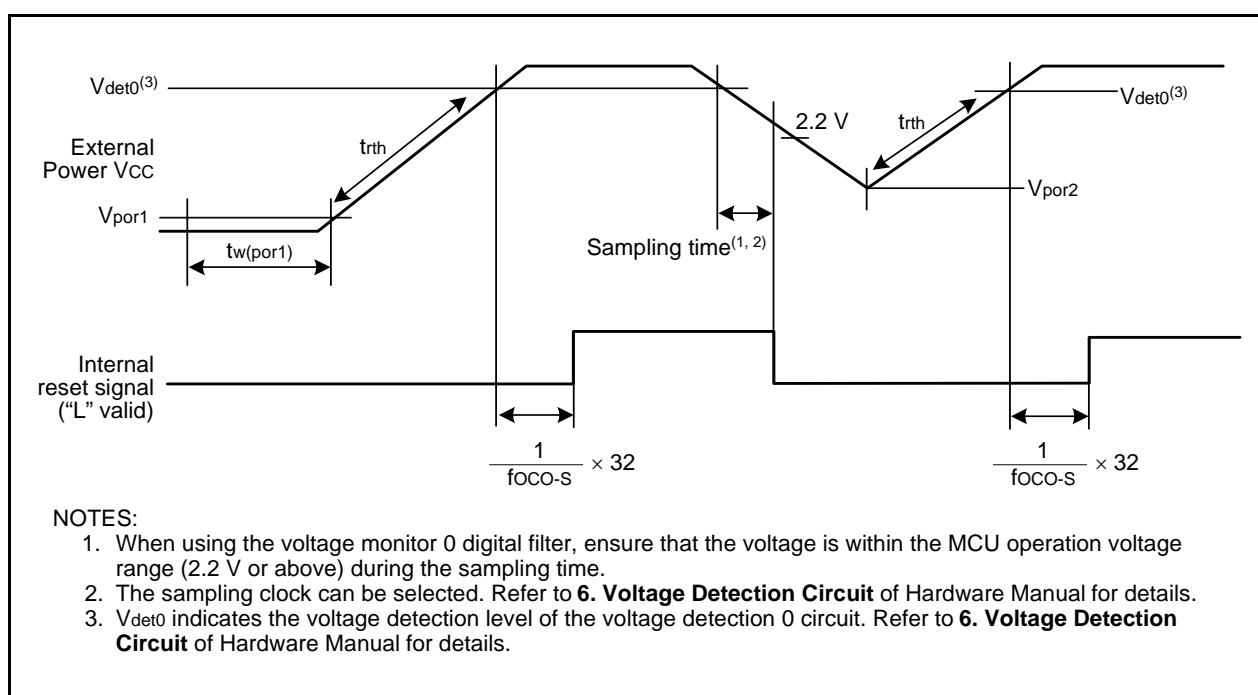 Vdet0(3)
External
Power VCC
Vpor1
tw(por1)
trth
Sampling time(1, 2)
2.2 V
trth
Vdet0(3)
Vpor2
Internal
reset signal
(“L” valid)
1
fOCO-S
× 32
1
fOCO-S
× 32
NOTES:
1. When using the voltage monitor 0 digital filter, ensure that the voltage is within the MCU operation voltage
range (2.2 V or above) during the sampling time.
2. The sampling clock can be selected. Refer to 6. Voltage Detection Circuit of Hardware Manual for details.
3. Vdet0 indicates the voltage detection level of the voltage detection 0 circuit. Refer to 6. Voltage Detection
Circuit of Hardware Manual for details.